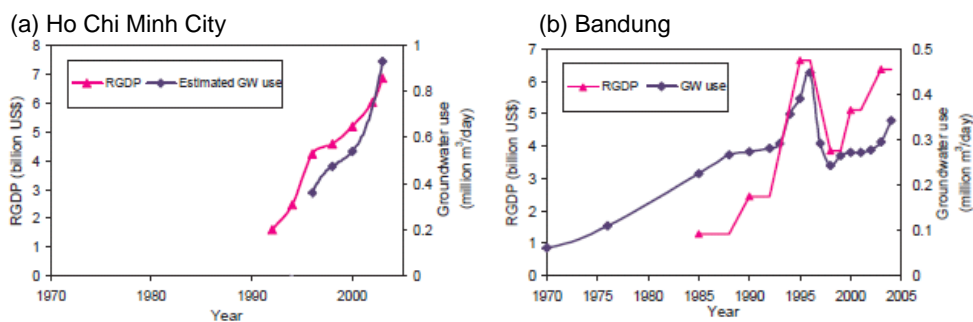 (a) Ho Chi Minh City
8
7
6
5
4
3
2
1
0
RGDP (billion US$)
RGDP
Estimated GW use
1
0.8
0.6
0.4
0.2
0
Groundwater use
(million m³/day)
1970
1980
1990
2000
Year
(b) Bandung
7
6
5
4
3
2
1
0
RGDP (billion US$)
RGDP
GW use
0.5
0.4
0.3
0.2
0.1
0
Groundwater use
(million m³/day)
1970
1975
1980
1985
1990
1995
2000
2005
Year